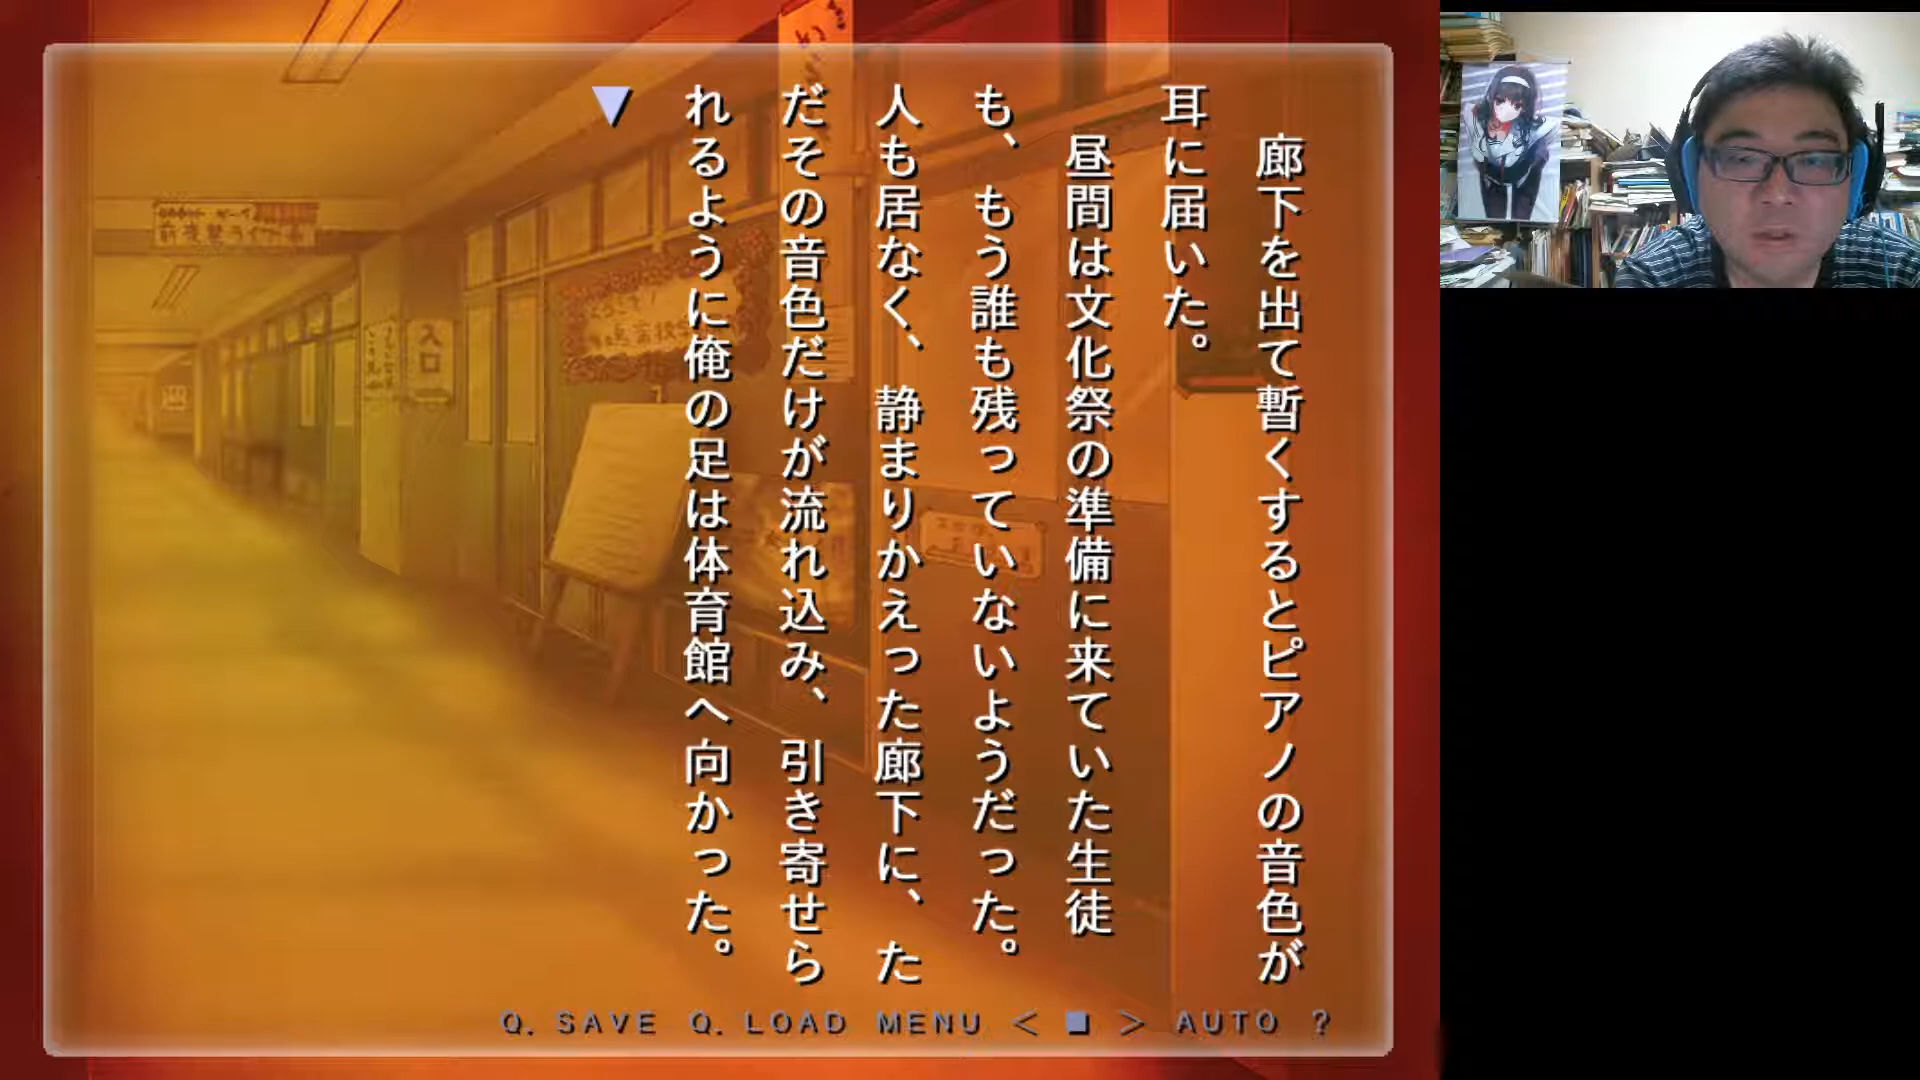 廊下を出て暫くするとピアノの音色が
耳に届いた。
昼間は文化祭の準備に来ていた生徒
も、もう誰も残っていないようだった。
人も居なく、静まりかえった廊下に、た
だその音色だけが流れ込み、引き寄せら
れるように俺の足は体育館へ向かった。
▼
入口
Q. SAVE Q. LOAD MENU < ■ > AUTO ?